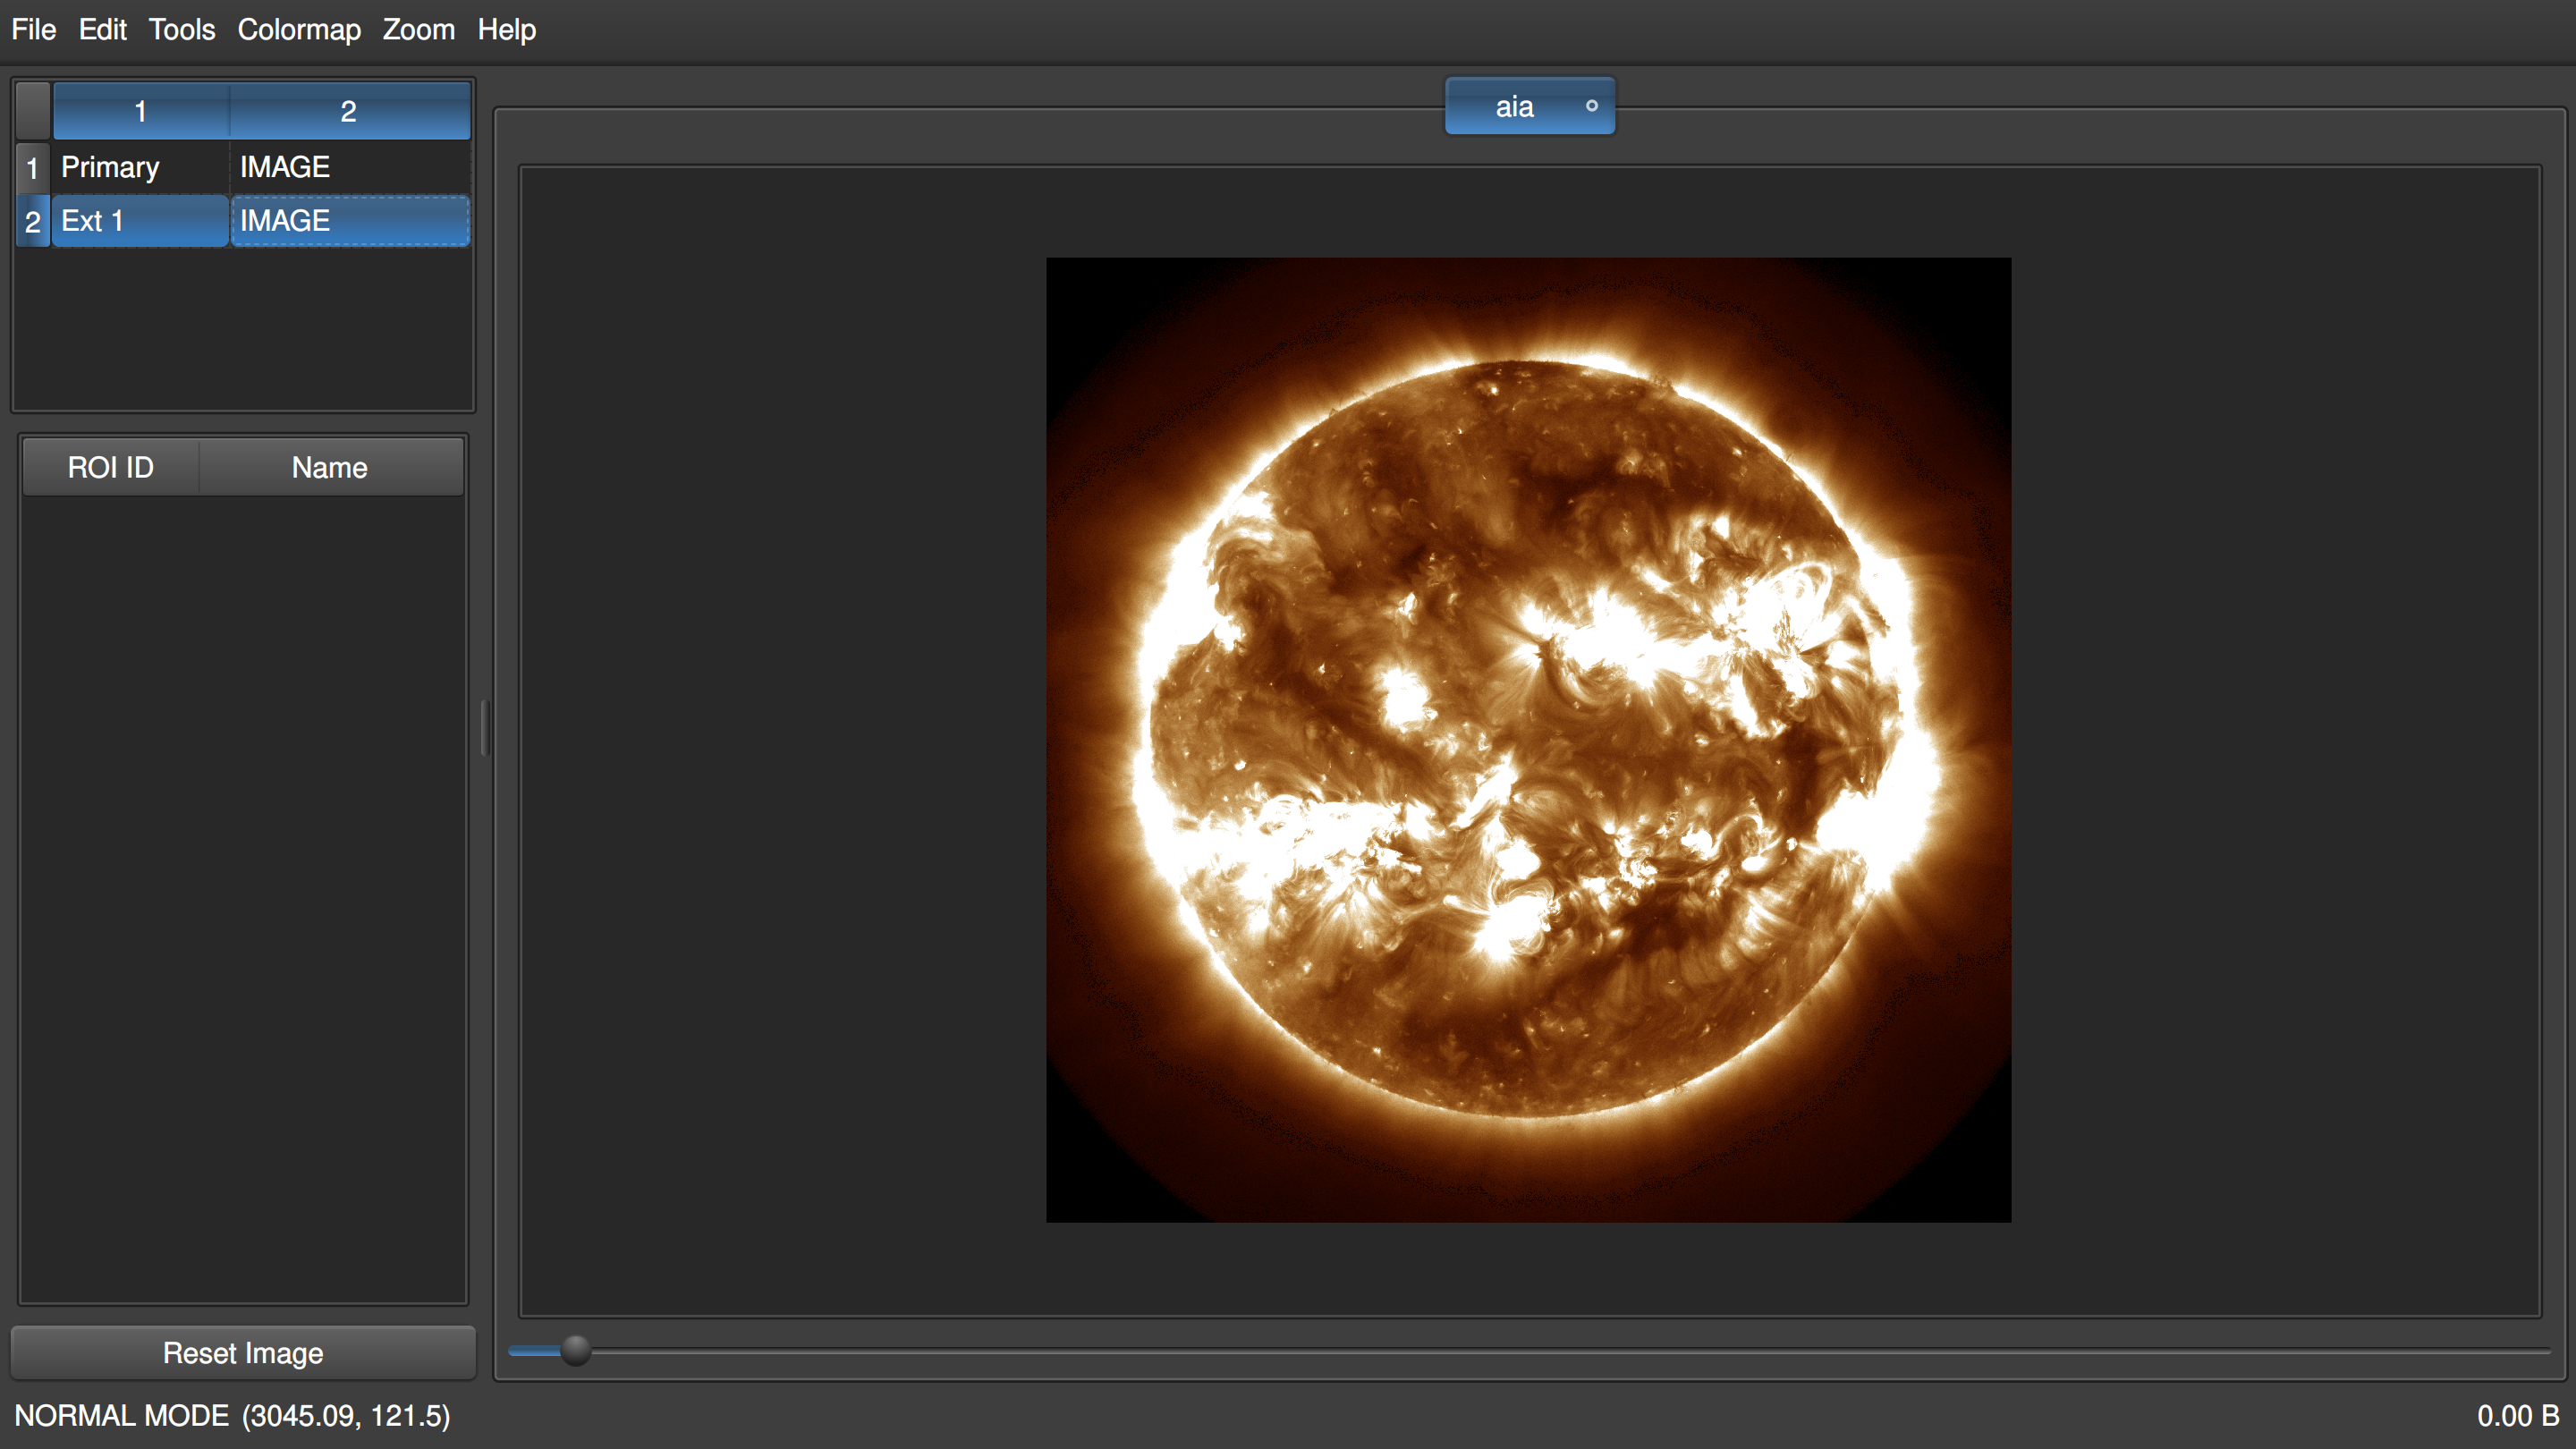 File Edit Tools Colormap Zoom Help
aia
1 2
1 Primary IMAGE
2 Ext 1 IMAGE
ROI ID Name
Reset Image
NORMAL MODE (3045.09, 121.5)
0.00 B